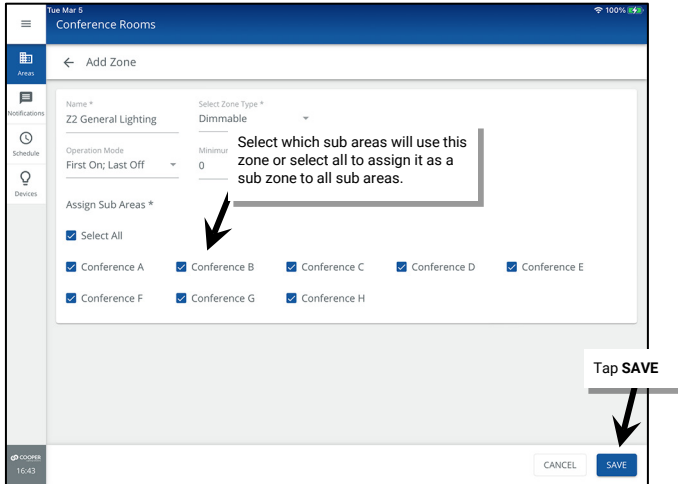 Tue Mar 5
100%
Conference Rooms
Areas
Add Zone
Notifications
Name *
Select Zone Type *
Z2 General Lighting
Dimmable
Schedule
Operation Mode
First On; Last Off
0
Select which sub areas will use this
zone or select all to assign it as a
sub zone to all sub areas.
Devices
Assign Sub Areas *
Select All
Conference A
Conference B
Conference C
Conference D
Conference E
Conference F
Conference G
Conference H
Tap SAVE
COOPER
16:43
CANCEL
SAVE